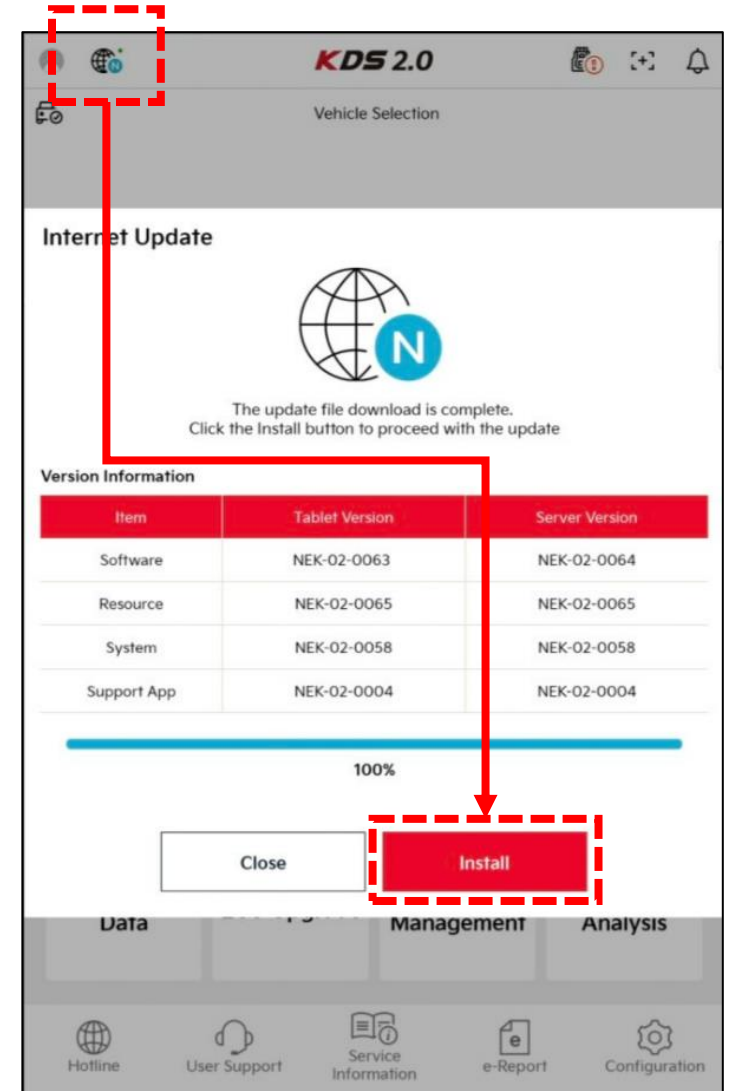 N
KDS 2.0
Vehicle Selection
Internet Update
N
The update file download is complete.
Click the Install button to proceed with the update
Version Information
Item Tablet Version Server Version
Software NEK-02-0063 NEK-02-0064
Resource NEK-02-0065 NEK-02-0065
System NEK-02-0058 NEK-02-0058
Support App NEK-02-0004 NEK-02-0004
100%
Close Install
Data Management Analysis
e
Hotline User Support Service Information e-Report Configuration